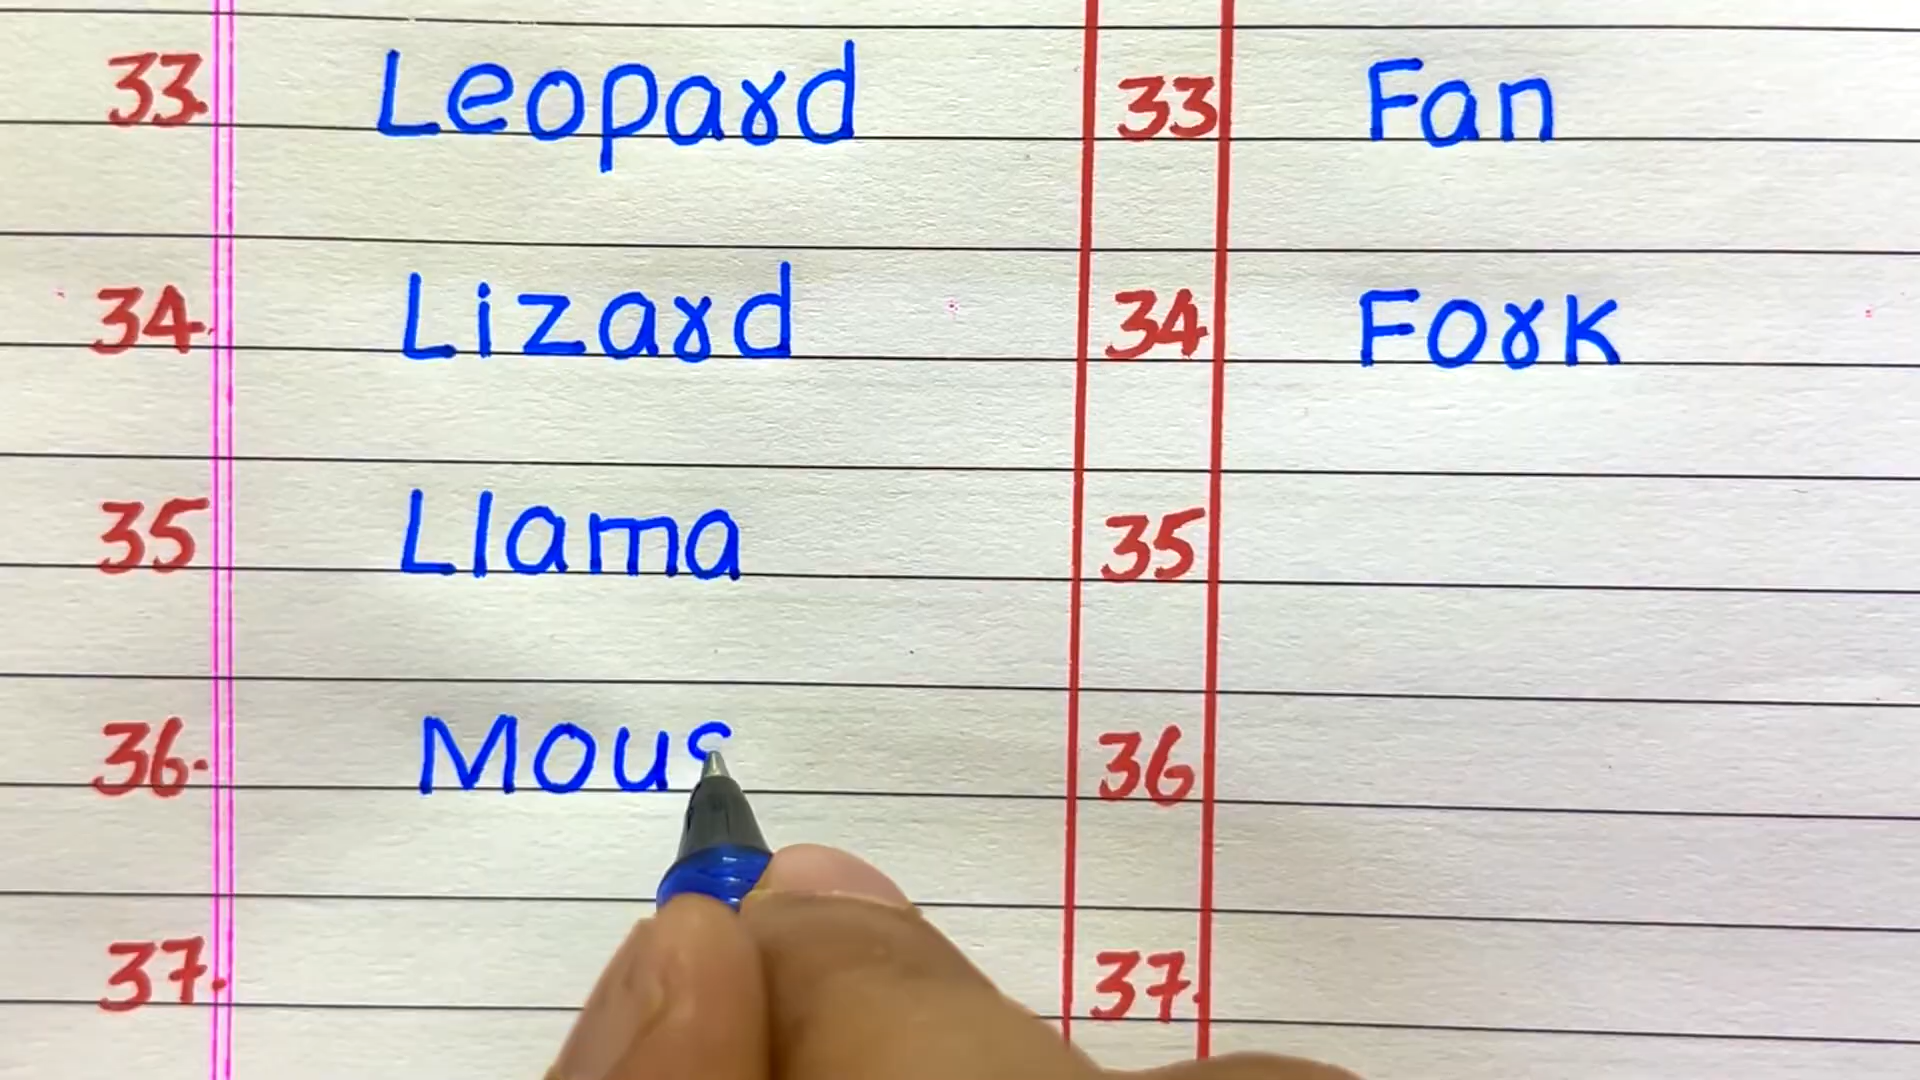 33. Leopard 33 Fan
34. Lizard 34 Fork
35 Llama 35
36. Mous 36
37. 37.